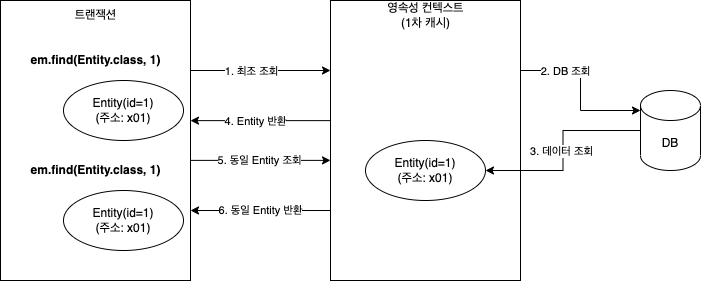 트랜잭션
영속성 컨텍스트
(1차 캐시)
em.find(Entity.class, 1)
1. 최조 조회
2. DB 조회
Entity(id=1)
(주소: x01)
4. Entity 반환
DB
3. 데이터 조회
5. 동일 Entity 조회
em.find(Entity.class, 1)
Entity(id=1)
(주소: x01)
Entity(id=1)
(주소: x01)
6. 동일 Entity 반환